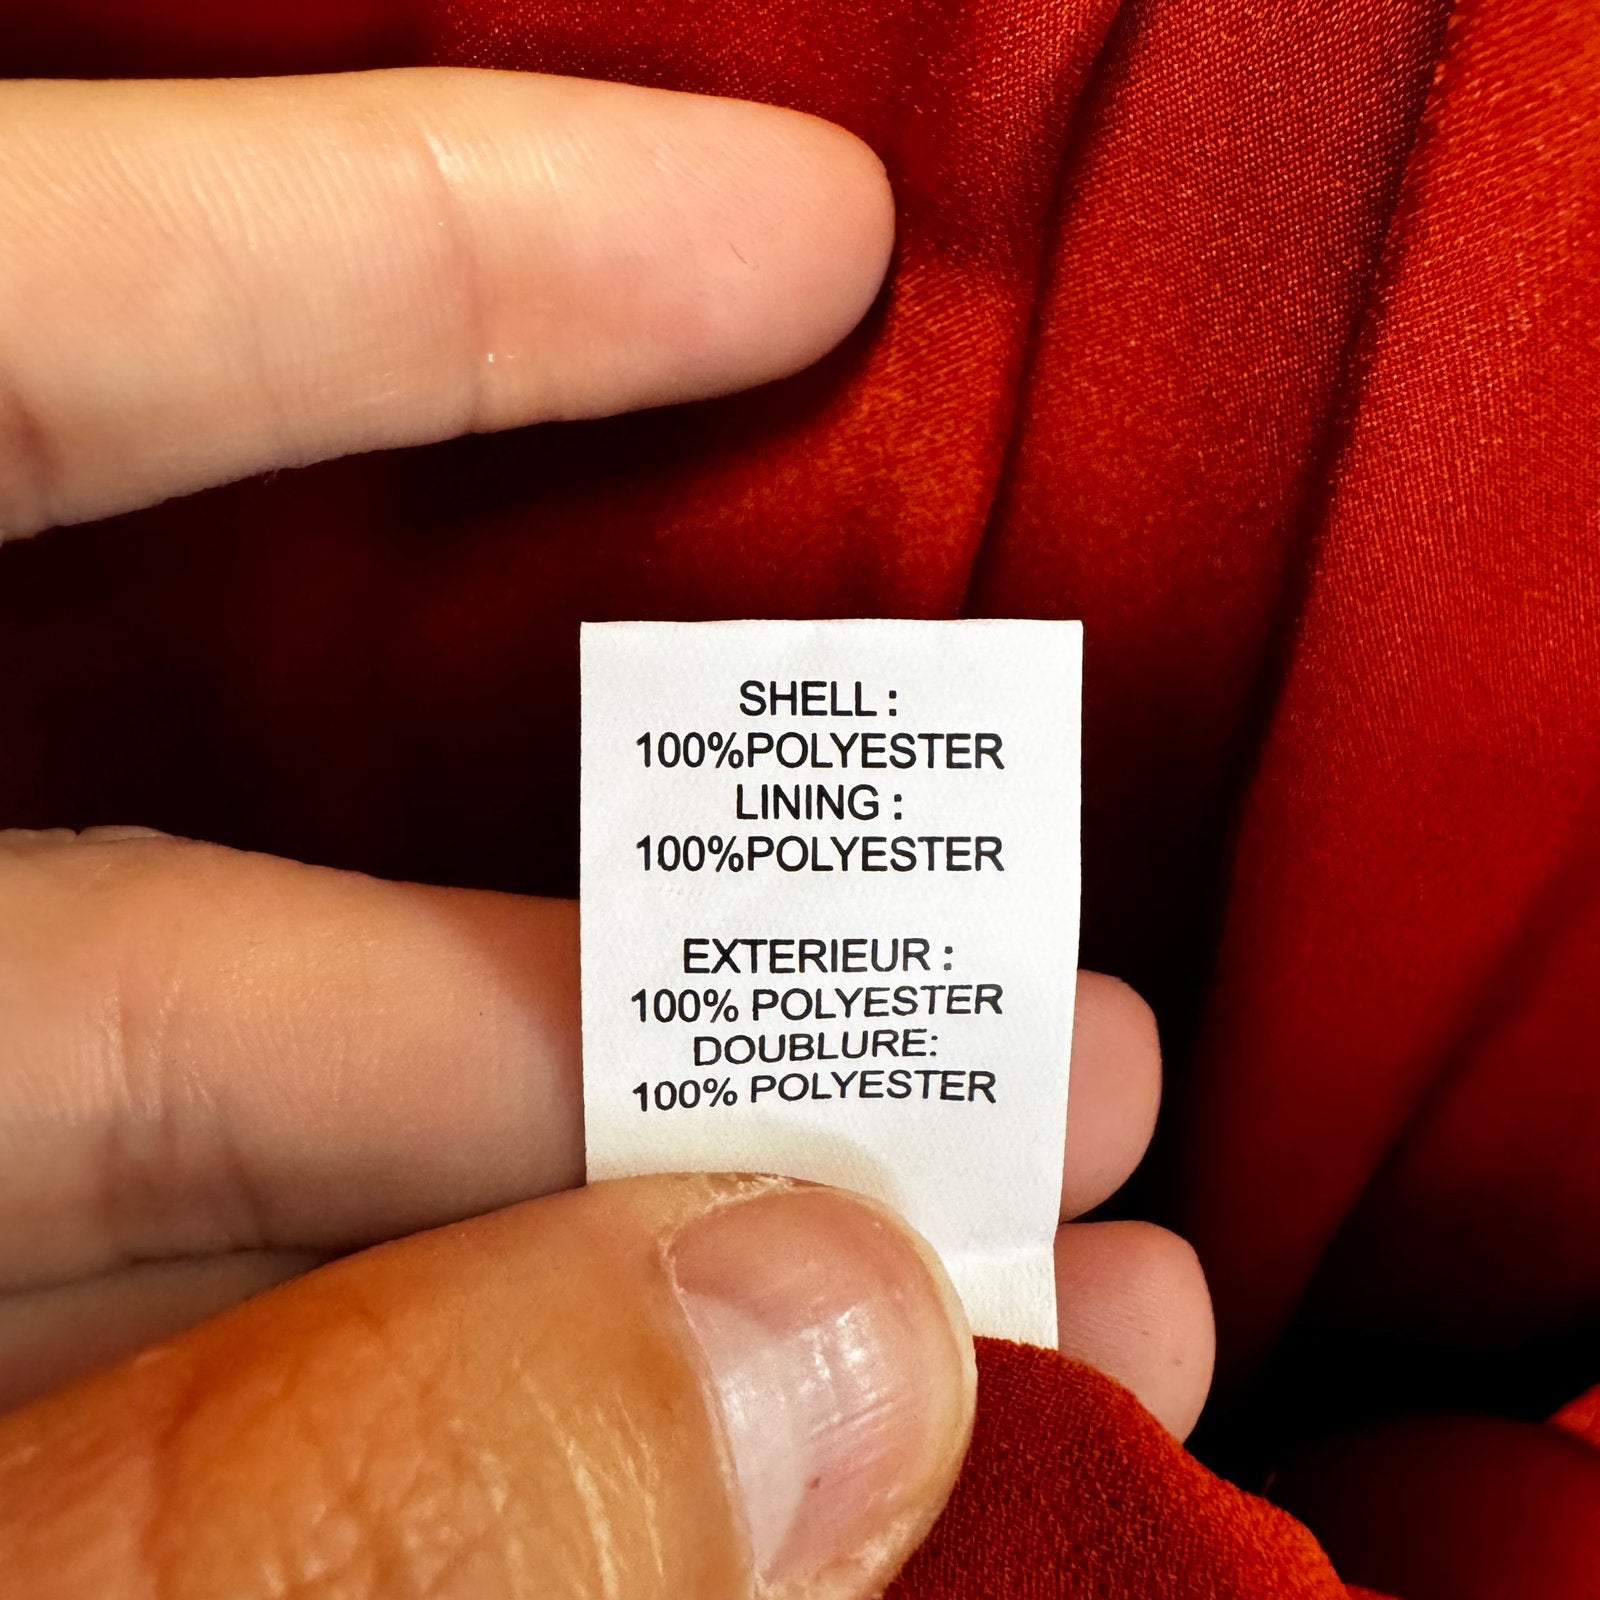 SHELL :
100%POLYESTER
LINING :
100%POLYESTER
EXTERIEUR :
100% POLYESTER
DOUBLURE:
100% POLYESTER